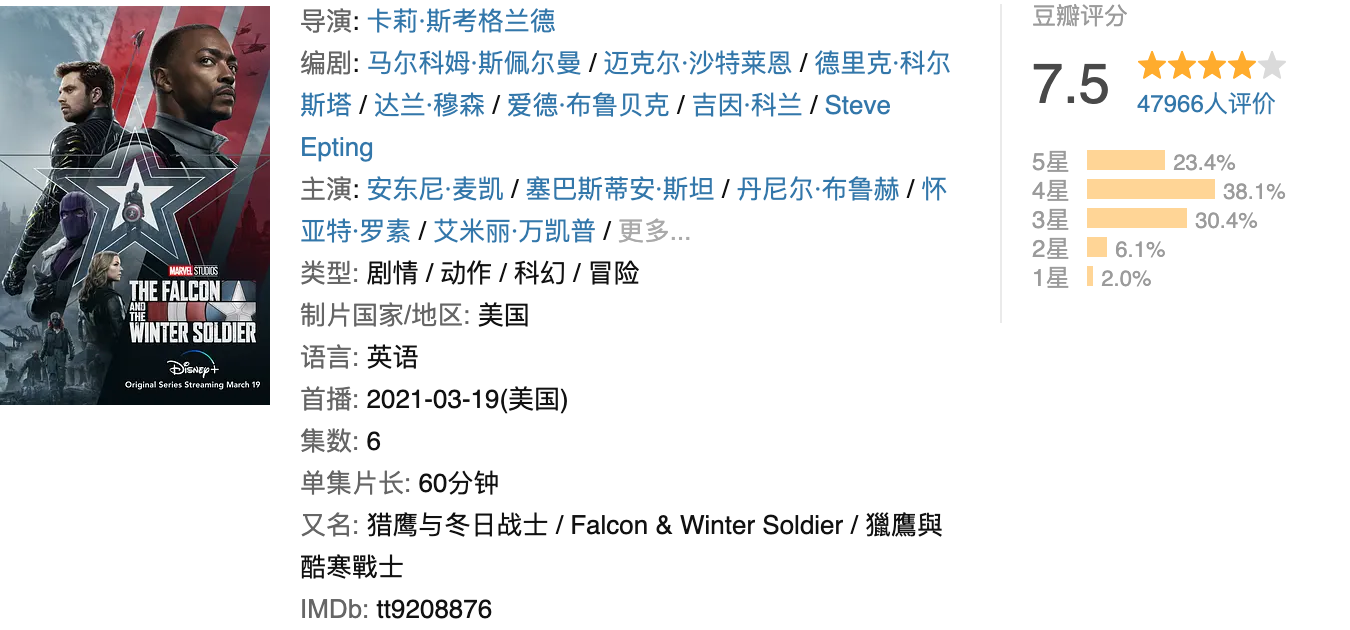 导演: 卡莉·斯考格兰德
编剧: 马尔科姆·斯佩尔曼 / 迈克尔·沙特莱恩 / 德里克·科尔
斯塔 / 达兰·穆森 / 爱德·布鲁贝克 / 吉因·科兰 / Steve
Epting
主演: 安东尼·麦凯 / 塞巴斯蒂安·斯坦 / 丹尼尔·布鲁赫 / 怀
亚特·罗素 / 艾米丽·万凯普 / 更多...
类型: 剧情 / 动作 / 科幻 / 冒险
制片国家/地区: 美国
语言: 英语
首播: 2021-03-19(美国)
集数: 6
单集片长: 60分钟
又名: 猎鹰与冬日战士 / Falcon & Winter Soldier / 獵鷹與
酷寒戰士
IMDb: tt9208876
豆瓣评分
7.5
47966人评价
5星 23.4%
4星 38.1%
3星 30.4%
2星 6.1%
1星 2.0%
MARVEL STUDIOS
THE FALCON
AND THE
WINTER SOLDIER
Disney+
Original Series Streaming March 19